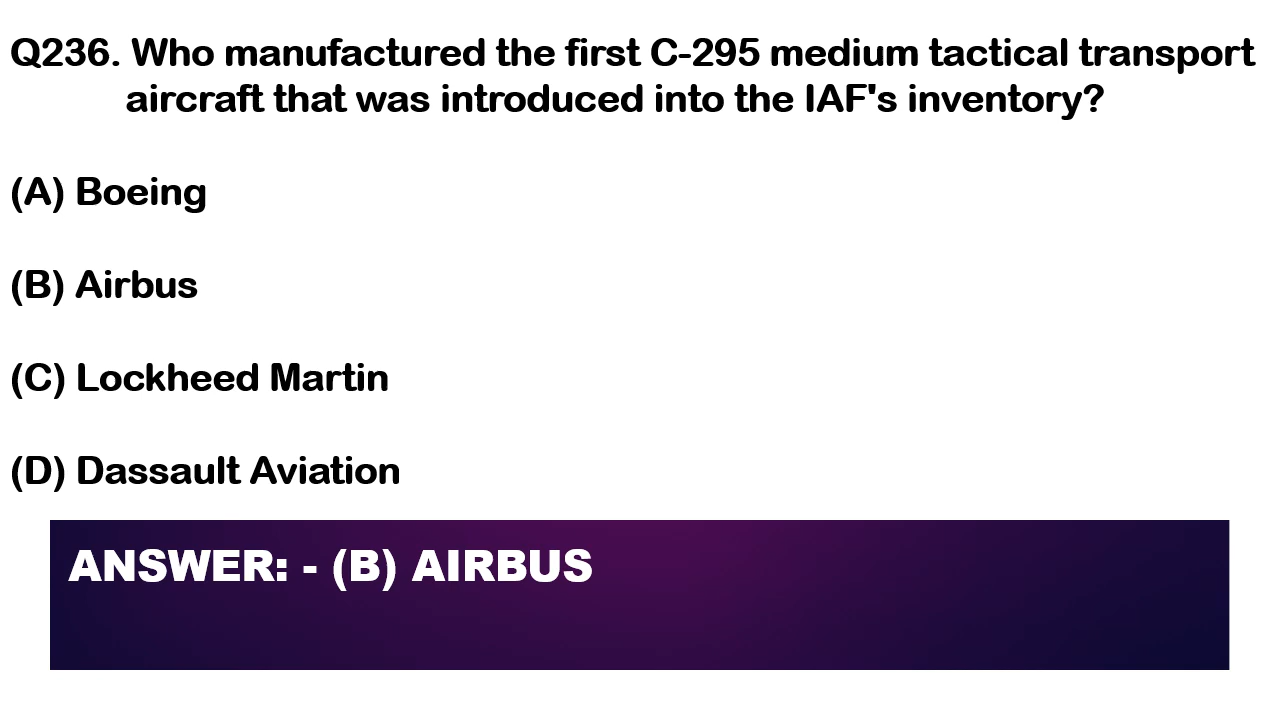 Q236. Who manufactured the first C-295 medium tactical transport
aircraft that was introduced into the IAF's inventory?
(A) Boeing
(B) Airbus
(C) Lockheed Martin
(D) Dassault Aviation
ANSWER: - (B) AIRBUS